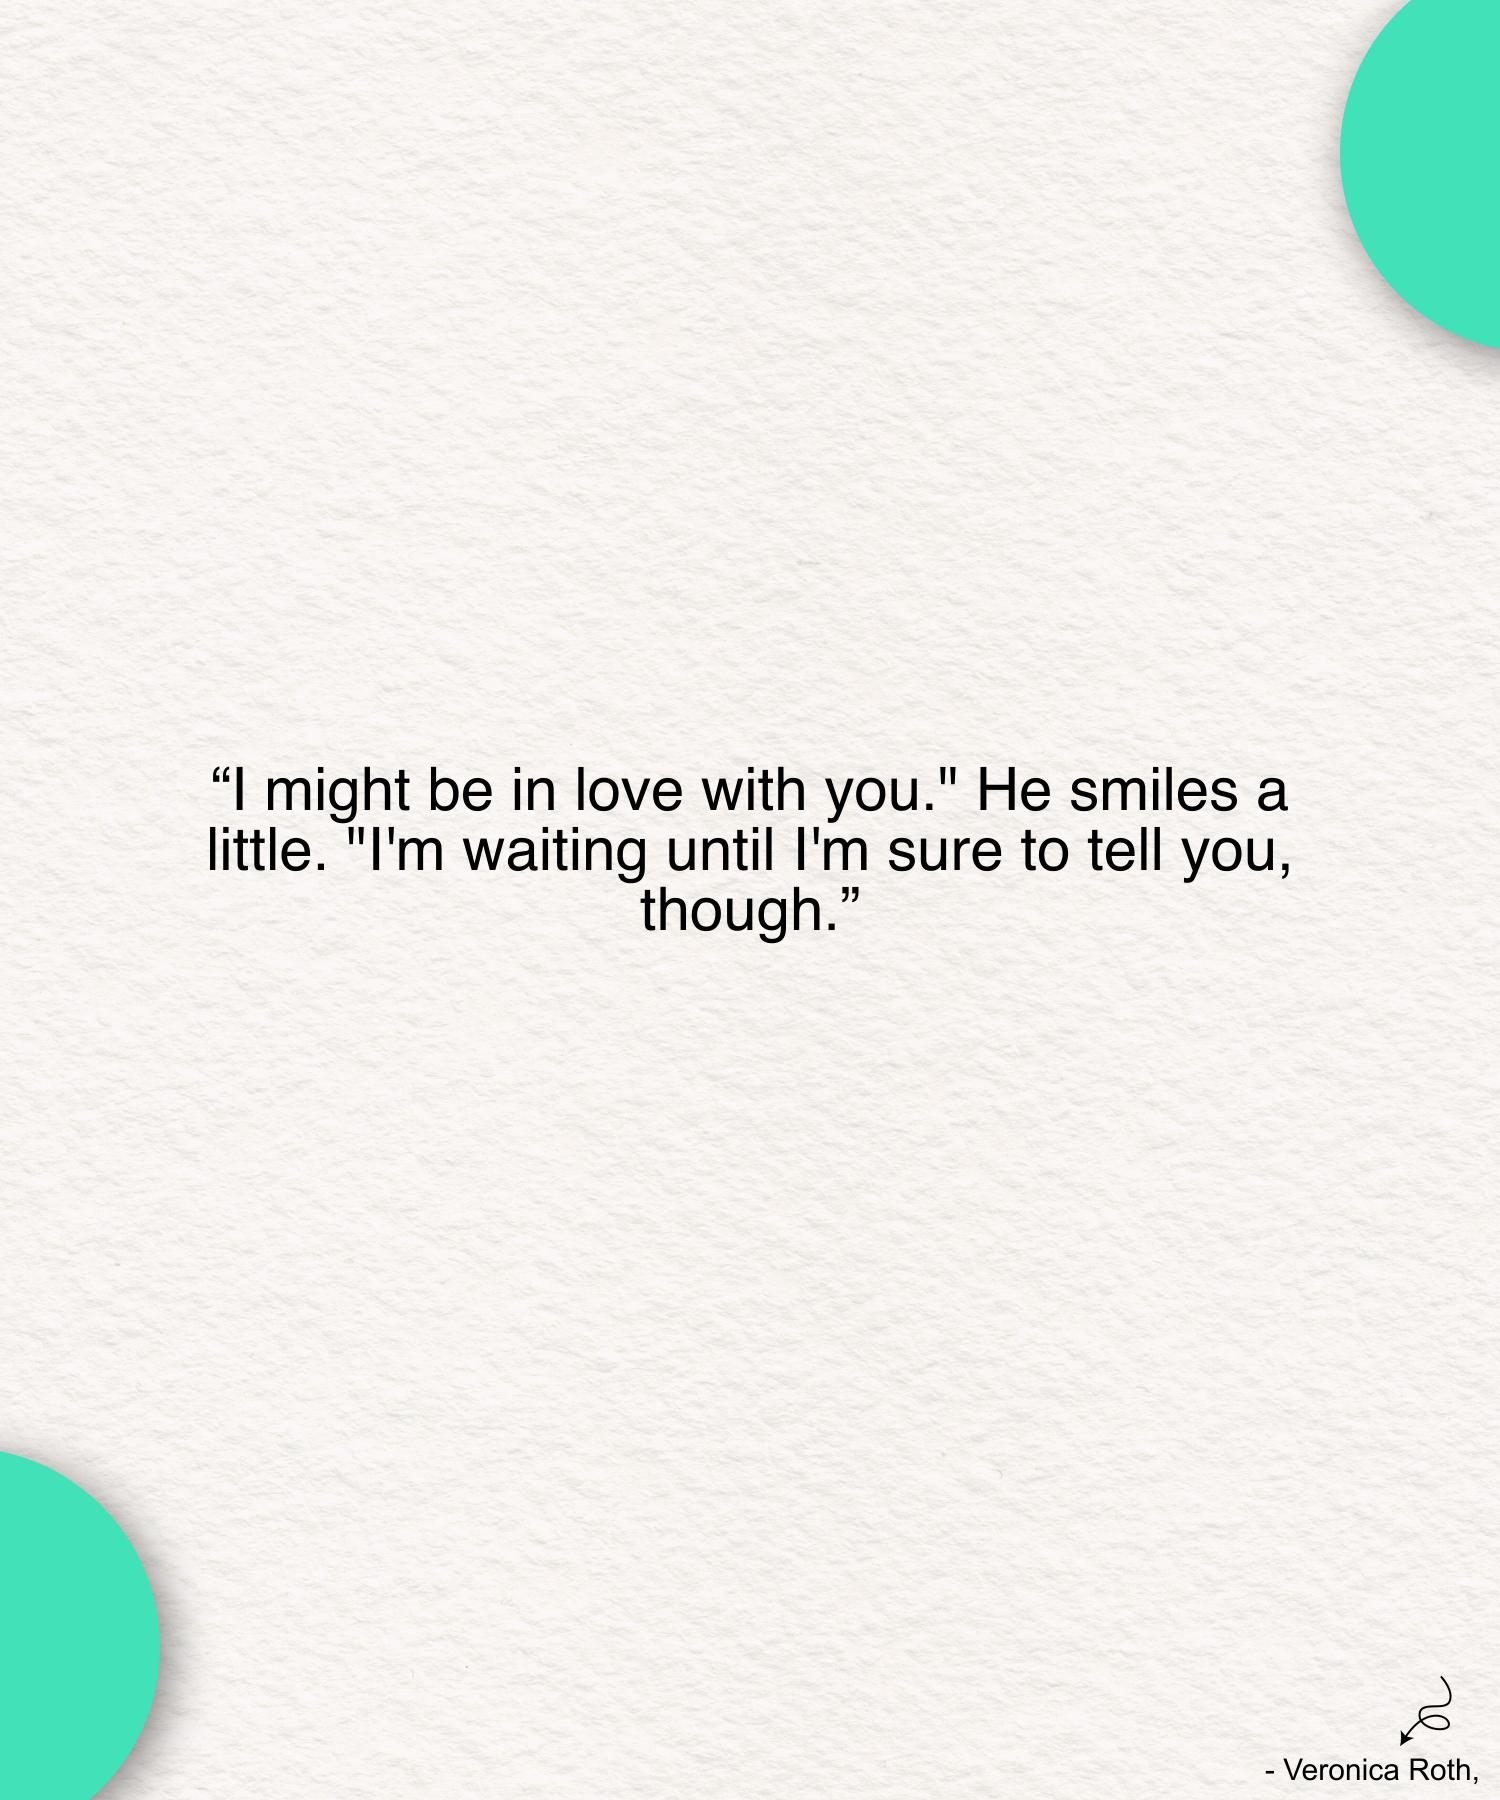 “I might be in love with you." He smiles a
little. "I'm waiting until I'm sure to tell you,
though.”
- Veronica Roth,